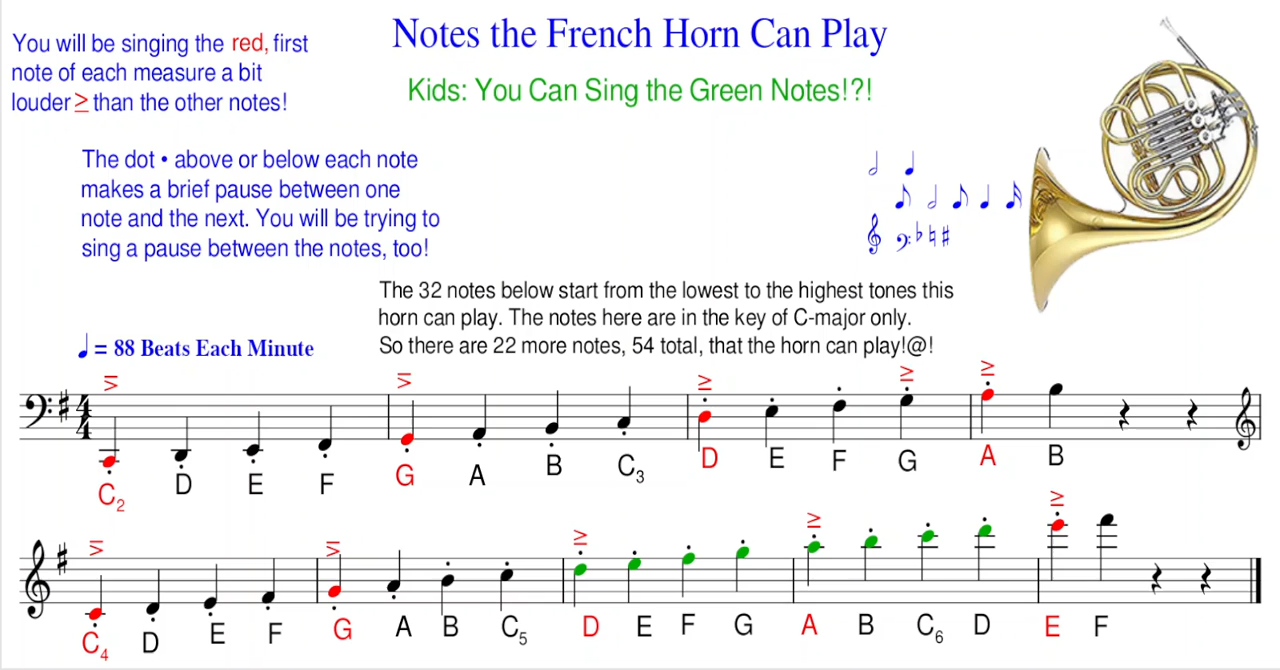 Notes the French Horn Can Play
You will be singing the red, first
note of each measure a bit
louder > than the other notes!
Kids: You Can Sing the Green Notes!?!
The dot • above or below each note
makes a brief pause between one
note and the next. You will be trying to
sing a pause between the notes, too!
The 32 notes below start from the lowest to the highest tones this
horn can play. The notes here are in the key of C-major only.
So there are 22 more notes, 54 total, that the horn can play!@!
♩ = 88 Beats Each Minute
4
4
C2 D E F G A B C3 D E F G A B
C4 D E F G A B C5 D E F G A B C6 D E F